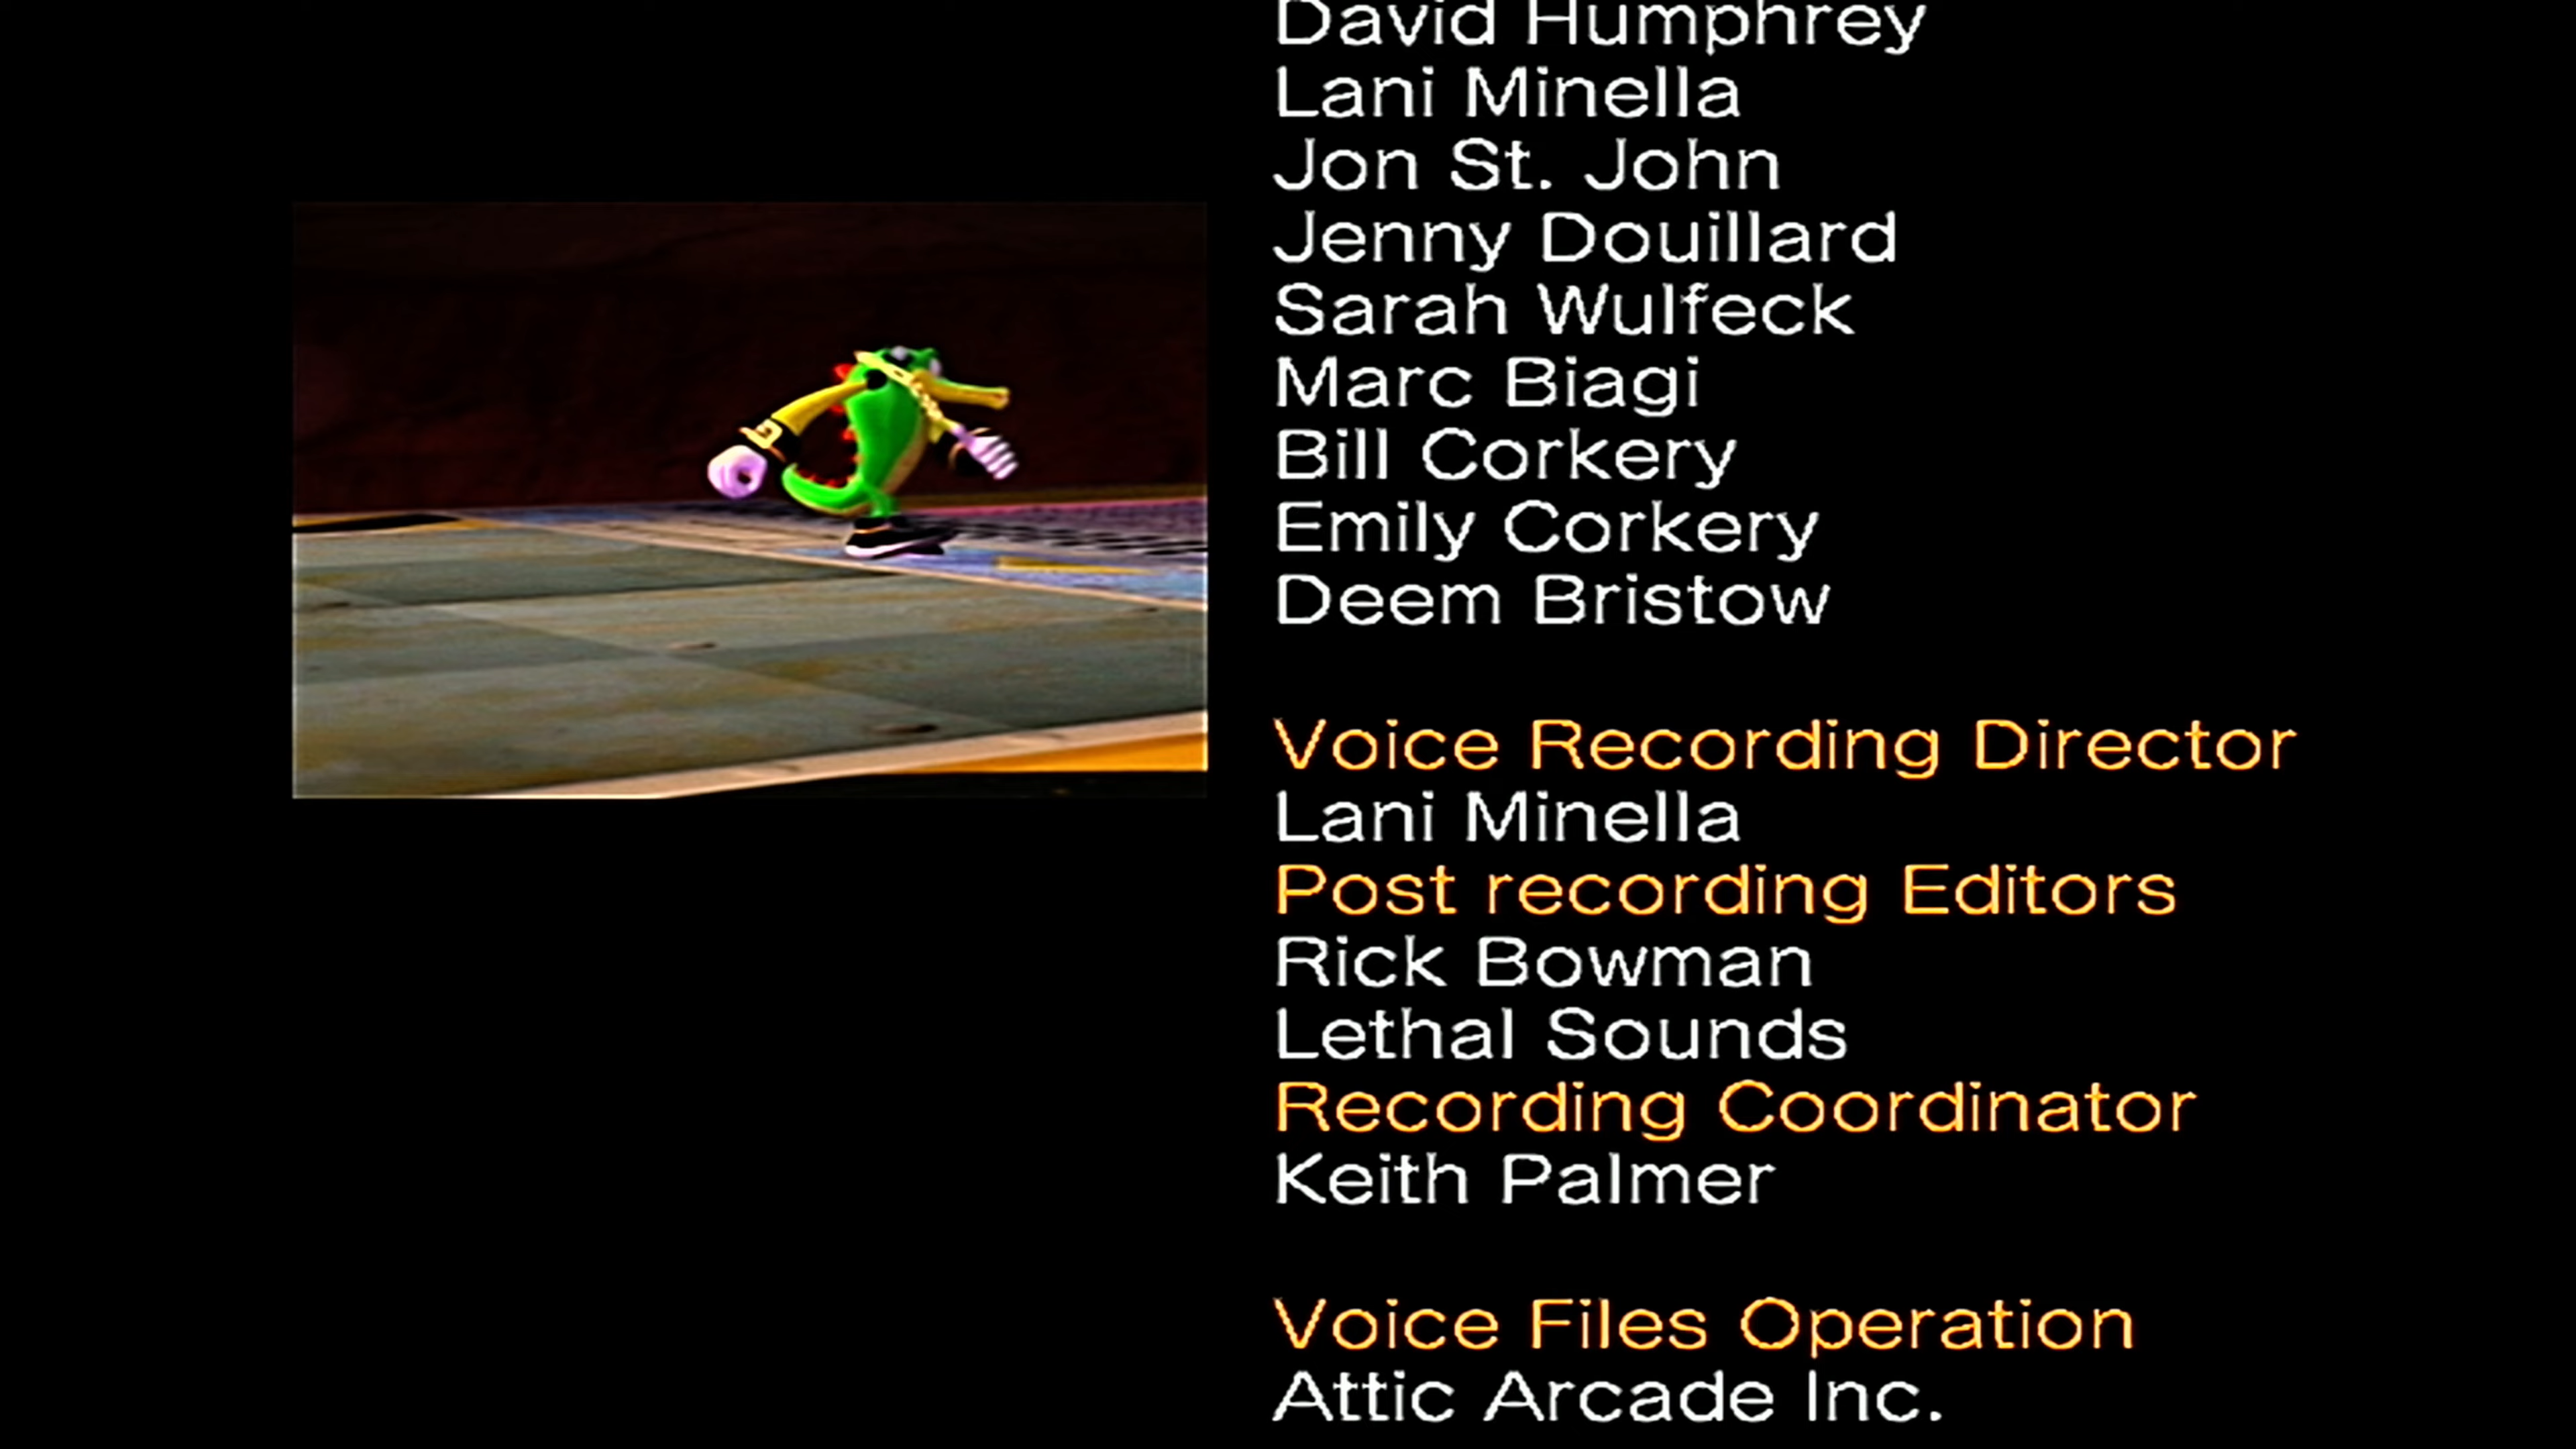 David Humphrey
Lani Minella
Jon St. John
Jenny Douillard
Sarah Wulfeck
Marc Biagi
Bill Corkery
Emily Corkery
Deem Bristow
Voice Recording Director
Lani Minella
Post recording Editors
Rick Bowman
Lethal Sounds
Recording Coordinator
Keith Palmer
Voice Files Operation
Attic Arcade Inc.